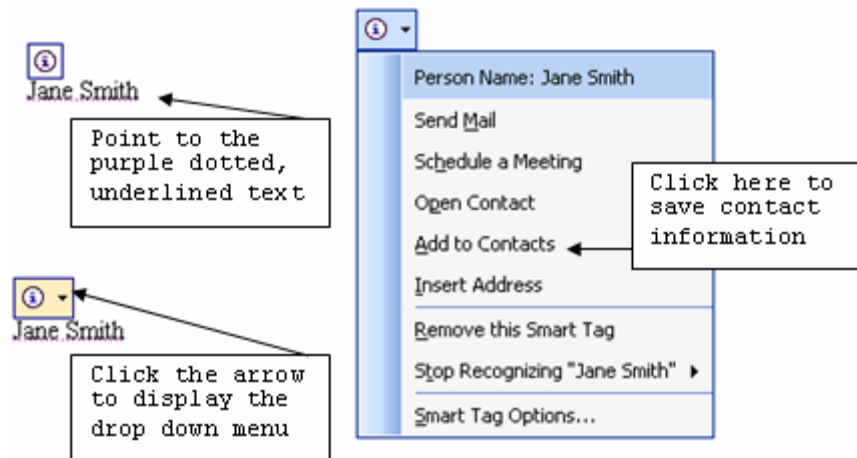 Jane Smith
Point to the
purple dotted,
underlined text
Jane Smith
Click the arrow
to display the
drop down menu
Person Name: Jane Smith
Send Mail
Schedule a Meeting
Open Contact
Add to Contacts
Insert Address
Remove this Smart Tag
Stop Recognizing "Jane Smith"
Smart Tag Options...
Click here to
save contact
information